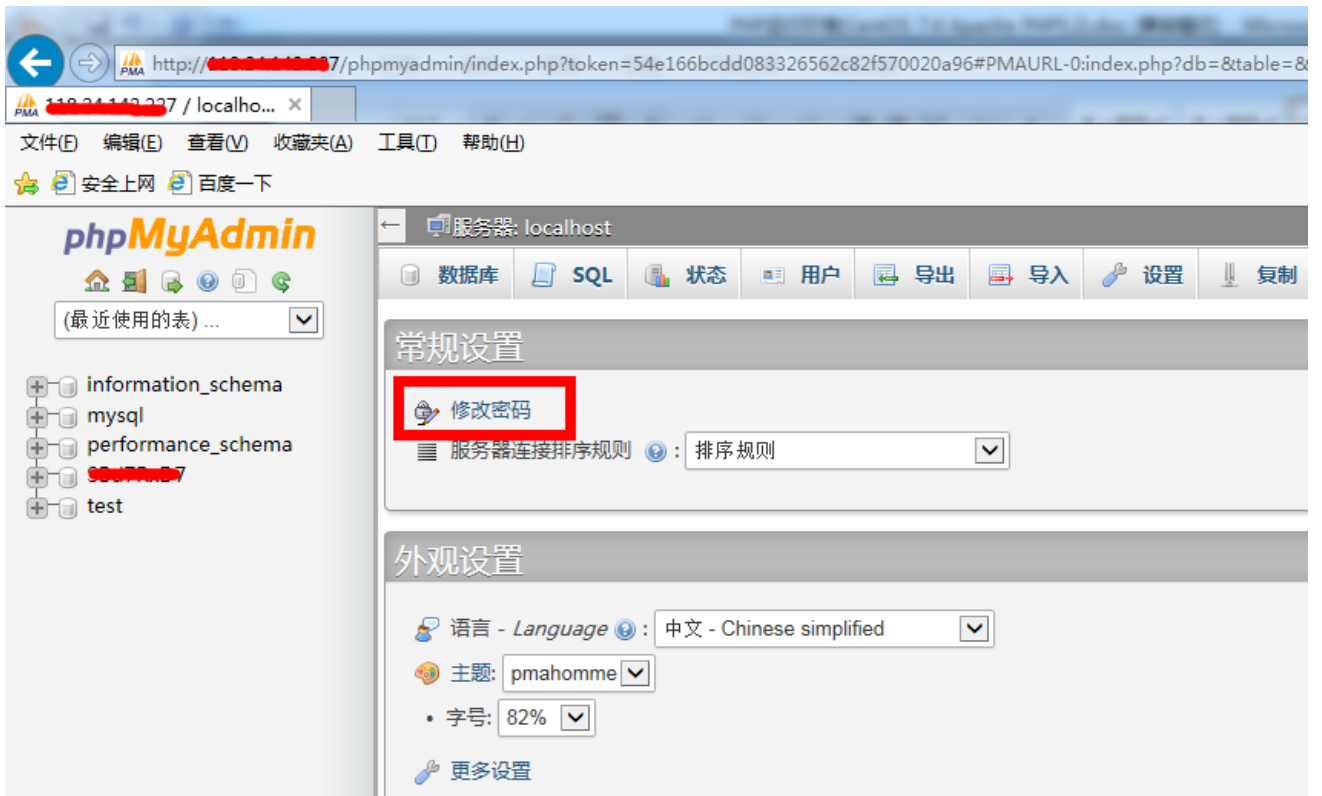 http:// 7/phpmyadmin/index.php?token=54e166bcdd083326562c82f570020a96#PMAURL-0:index.php?db=&table=&
7 / localho... ×
文件(F) 编辑(E) 查看(V) 收藏夹(A) 工具(T) 帮助(H)
安全上网 百度一下
phpMyAdmin
(最近使用的表) ...
information_schema
mysql
performance_schema
test
← 服务器: localhost
数据库 SQL 状态 用户 导出 导入 设置 复制
常规设置
修改密码
服务器连接排序规则 : 排序规则
外观设置
语言 - Language : 中文 - Chinese simplified
主题: pmahomme
• 字号: 82%
更多设置